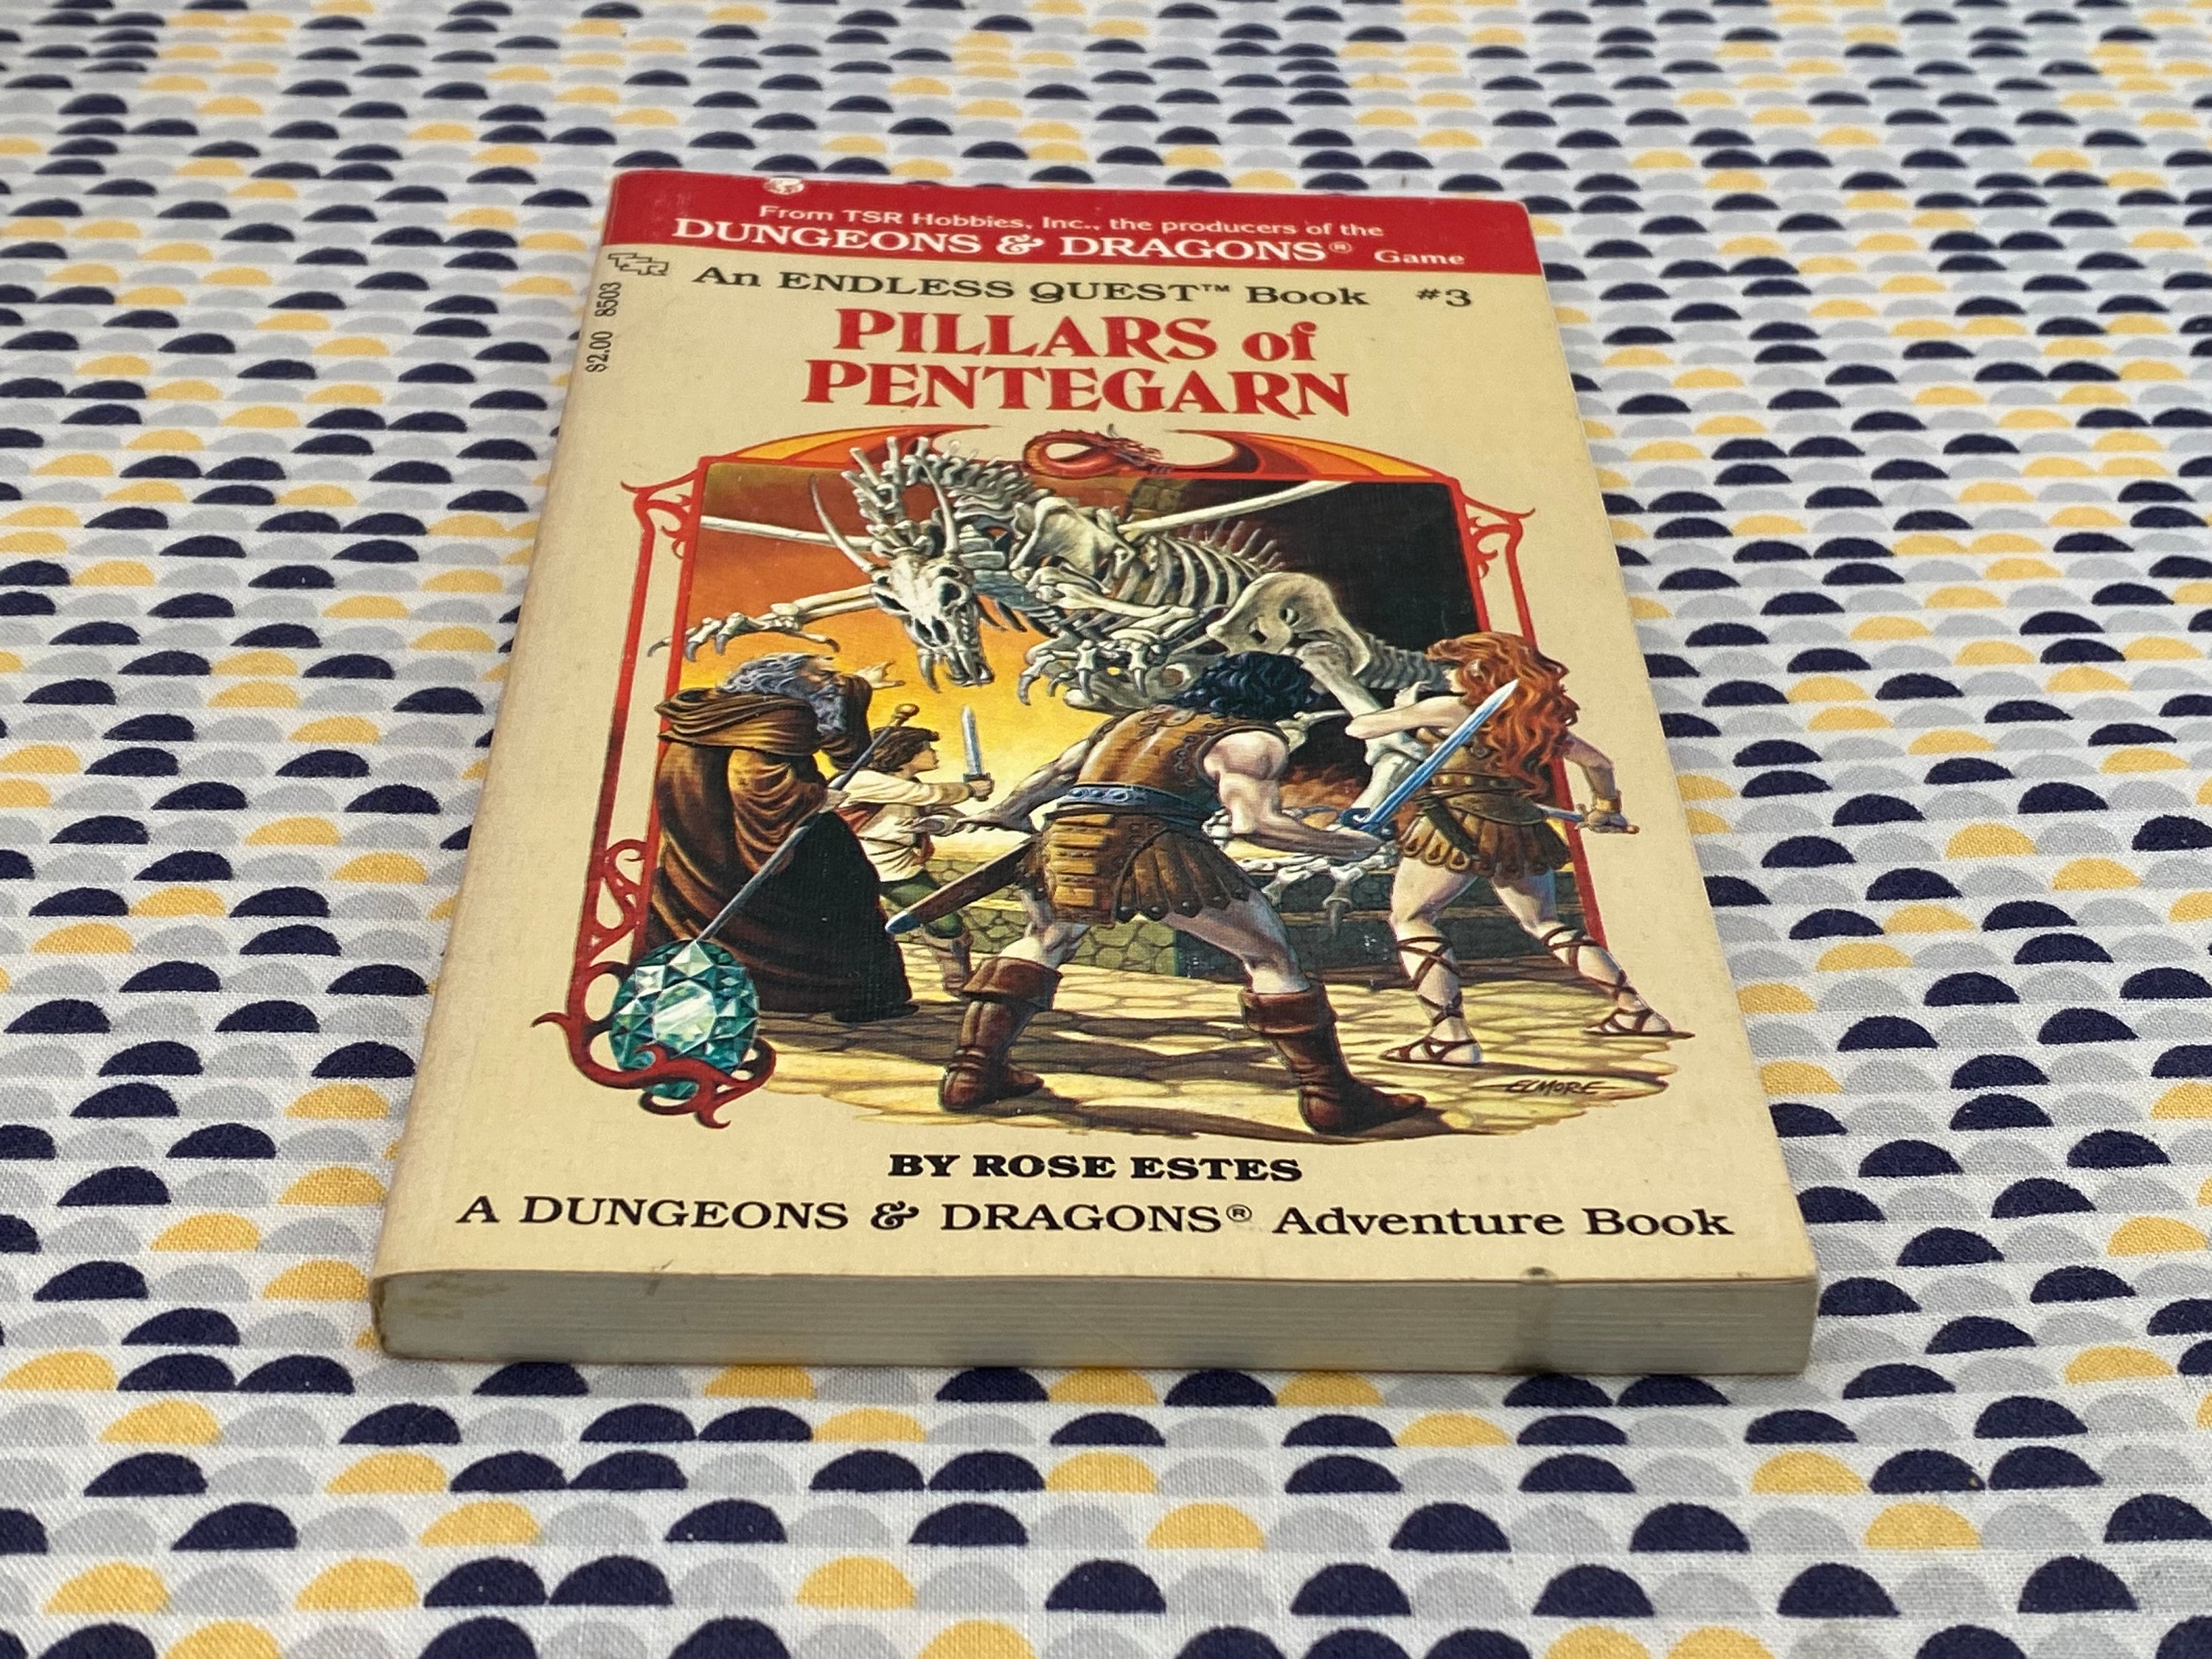 From TSR Hobbies, Inc., the producers of the
DUNGEONS & DRAGONS® Game
TSR
An ENDLESS QUEST™ Book #3
$2.00 8503
PILLARS of
PENTEGARN
ELMORE
BY ROSE ESTES
A DUNGEONS & DRAGONS® Adventure Book